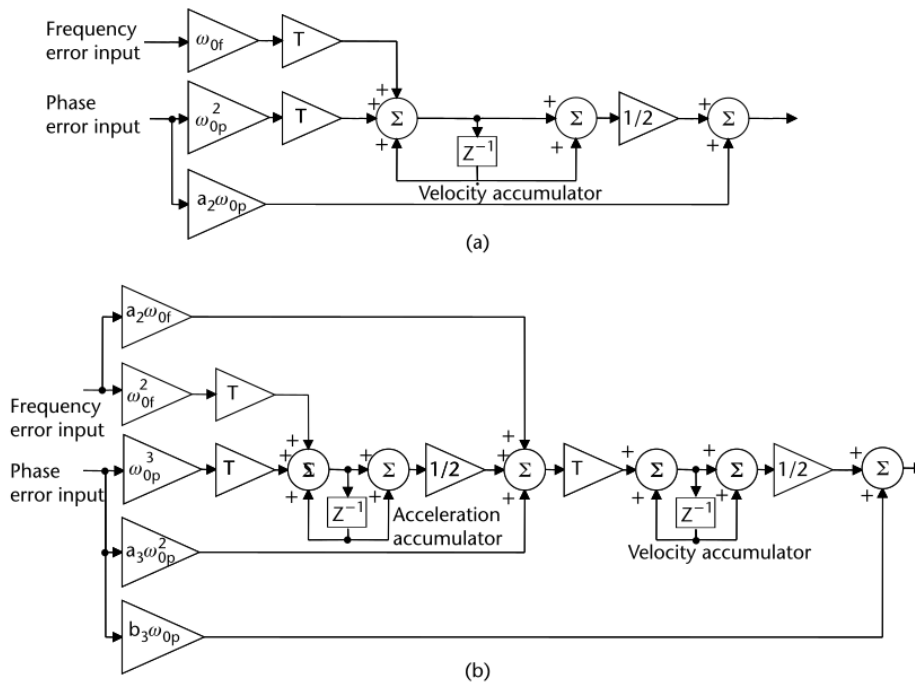 Frequency
error input
ω0f
T
Phase
error input
ω0p²
T
+
+
+
Σ
Z⁻¹
+
+
Σ
1/2
+
+
Σ
a₂ω0p
Velocity accumulator
(a)
a₂ω0f
ω0f²
T
Frequency
error input
Phase
error input
ω0p³
T
+
+
+
Σ
Z⁻¹
+
+
Σ
1/2
+
+
+
Σ
T
+
+
Σ
Z⁻¹
+
+
Σ
1/2
+
+
Σ
Acceleration
accumulator
Velocity accumulator
a₃ω0p²
b₃ω0p
(b)